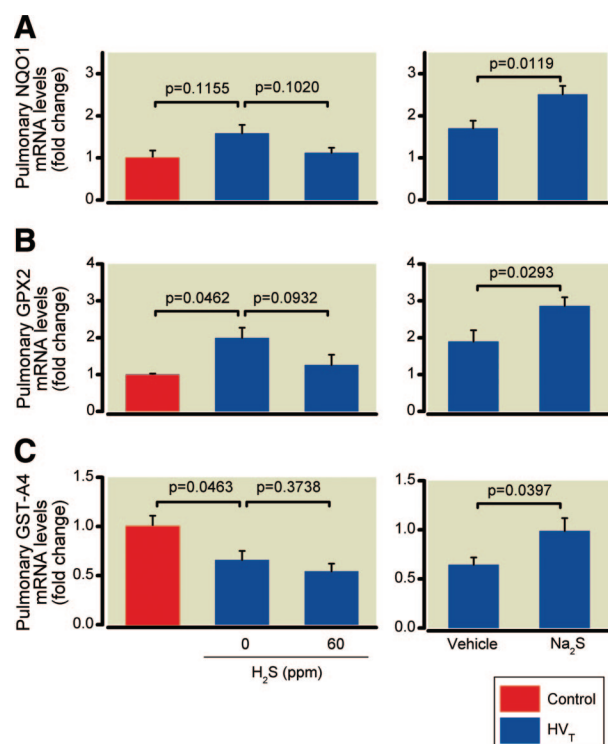 A
Pulmonary NQO1
mRNA levels
(fold change)
3
2
1
0
p=0.1155
p=0.1020
3
2
1
0
p=0.0119
B
Pulmonary GPX2
mRNA levels
(fold change)
4
3
2
1
0
p=0.0462
p=0.0932
4
3
2
1
0
p=0.0293
C
Pulmonary GST-A4
mRNA levels
(fold change)
1.5
1.0
0.5
0.0
p=0.0463
p=0.3738
1.5
1.0
0.5
0.0
p=0.0397
0
60
H₂S (ppm)
Vehicle
Na₂S
Control
HV_T